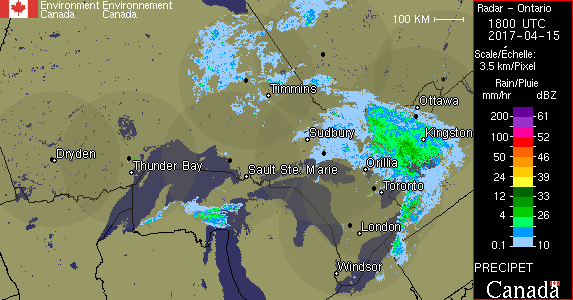 Environment Environnement
Canada Canada
100 KM
Timmins
Ottawa
Sudbury
Kingston
Dryden
Thunder Bay
Sault Ste. Marie
Orillia
Toronto
London
Windsor
Radar - Ontario
1800 UTC
2017-04-15
Scale/Échelle:
3.5 km/Pixel
Rain/Pluie
mm/hr dBZ
200 61
100 52
50 46
24 39
12 33
4 26
0.1 10
PRECIPET
Canada